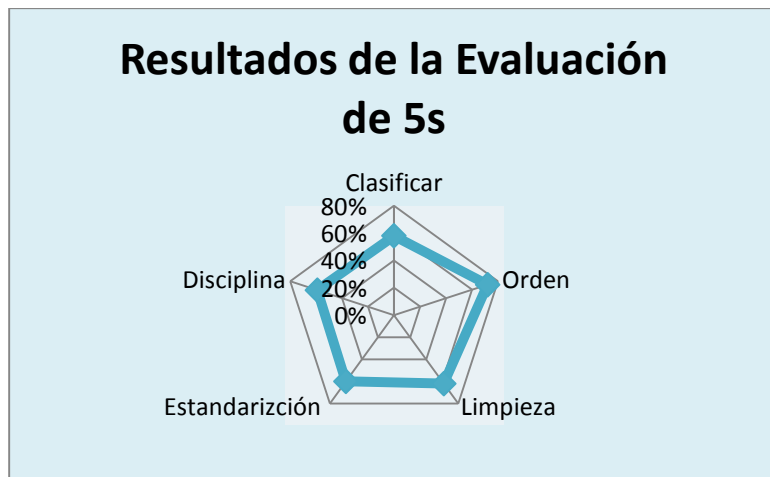 Resultados de la Evaluación
de 5s
Clasificar
80%
60%
40%
20%
0%
Disciplina
Orden
Estandarizción
Limpieza